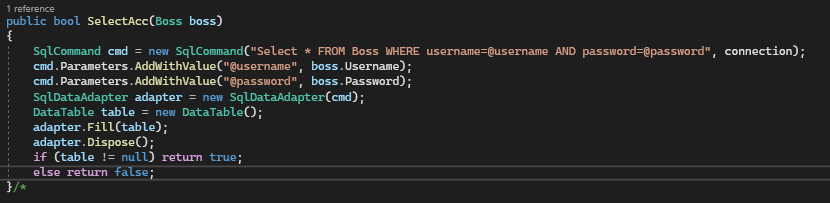 1 reference
public bool SelectAcc(Boss boss)
{
SqlCommand cmd = new SqlCommand("Select * FROM Boss WHERE username=@username AND password=@password", connection);
cmd.Parameters.AddWithValue("@username", boss.Username);
cmd.Parameters.AddWithValue("@password", boss.Password);
SqlDataAdapter adapter = new SqlDataAdapter(cmd);
DataTable table = new DataTable();
adapter.Fill(table);
adapter.Dispose();
if (table != null) return true;
else return false;
}/*